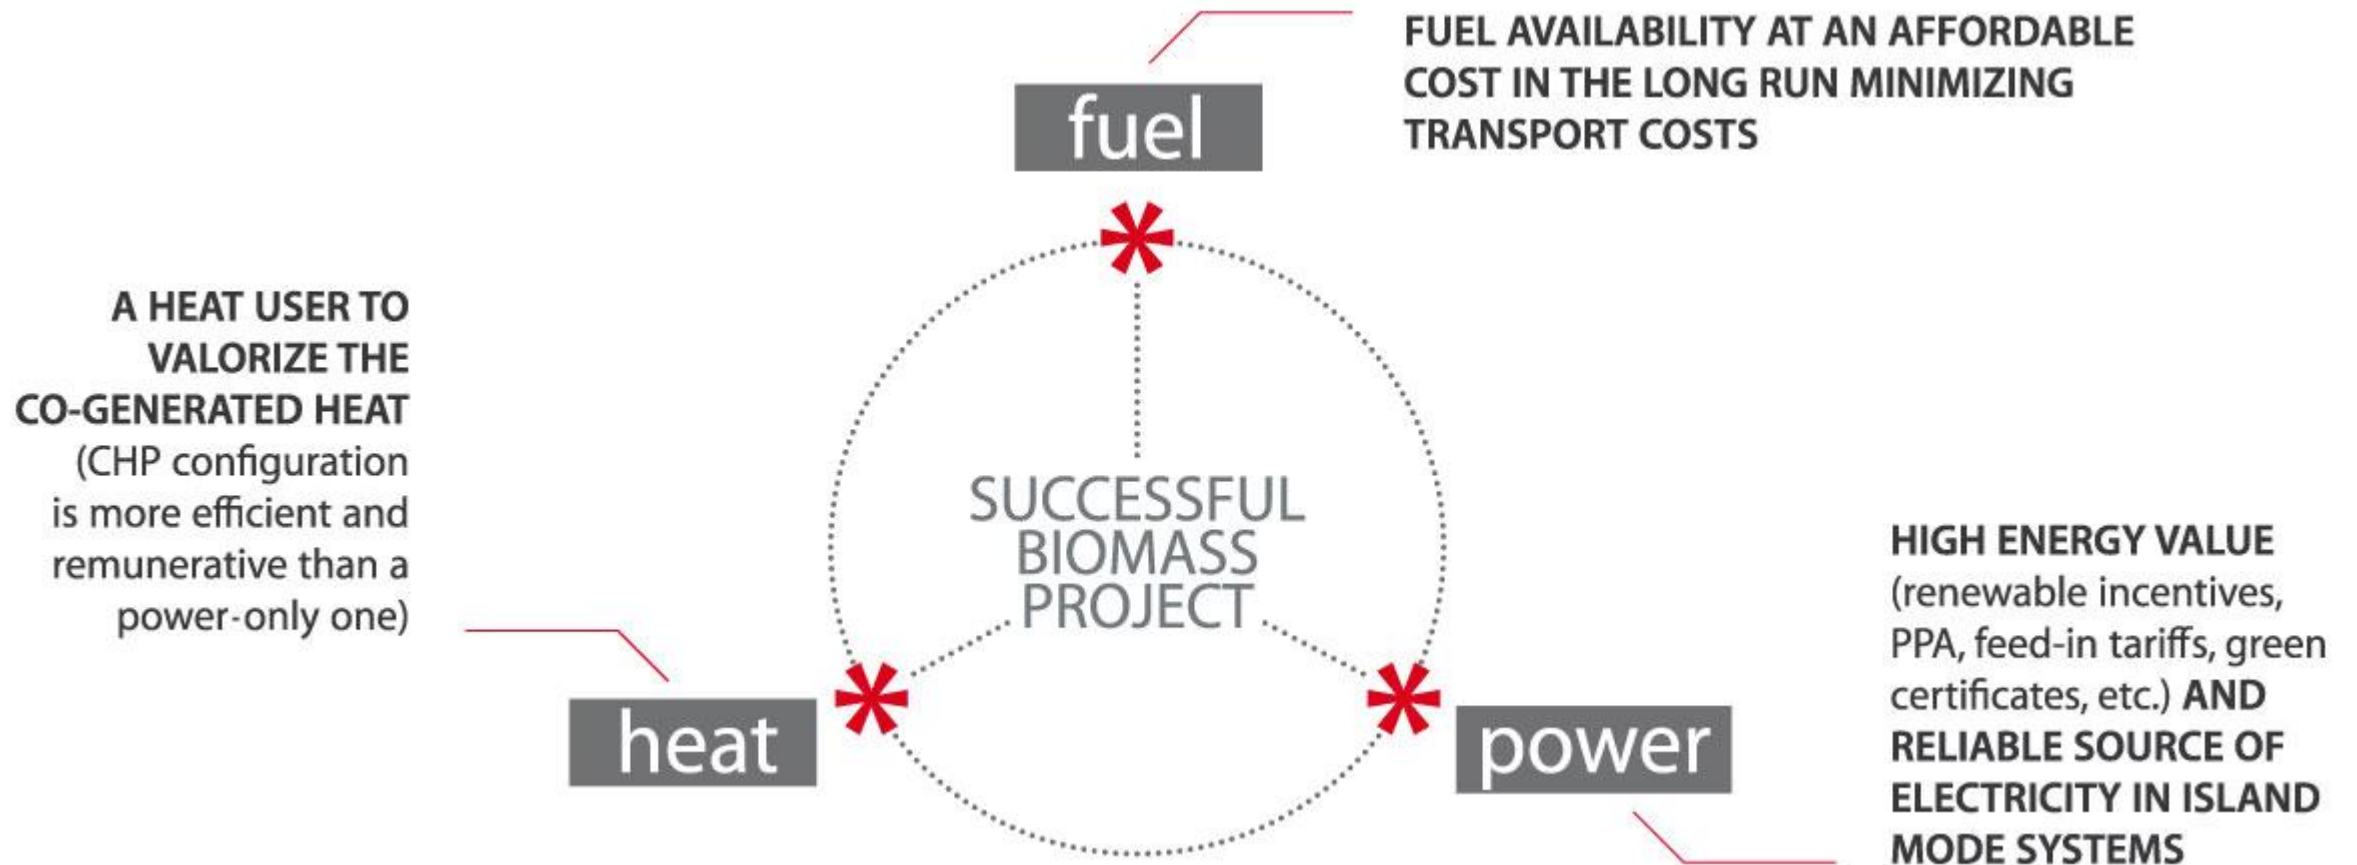 FUEL AVAILABILITY AT AN AFFORDABLE
COST IN THE LONG RUN MINIMIZING
TRANSPORT COSTS
fuel
A HEAT USER TO
VALORIZE THE
CO-GENERATED HEAT
(CHP configuration
is more efficient and
remunerative than a
power-only one)
SUCCESSFUL
BIOMASS
PROJECT
heat
power
HIGH ENERGY VALUE
(renewable incentives,
PPA, feed-in tariffs, green
certificates, etc.) AND
RELIABLE SOURCE OF
ELECTRICITY IN ISLAND
MODE SYSTEMS